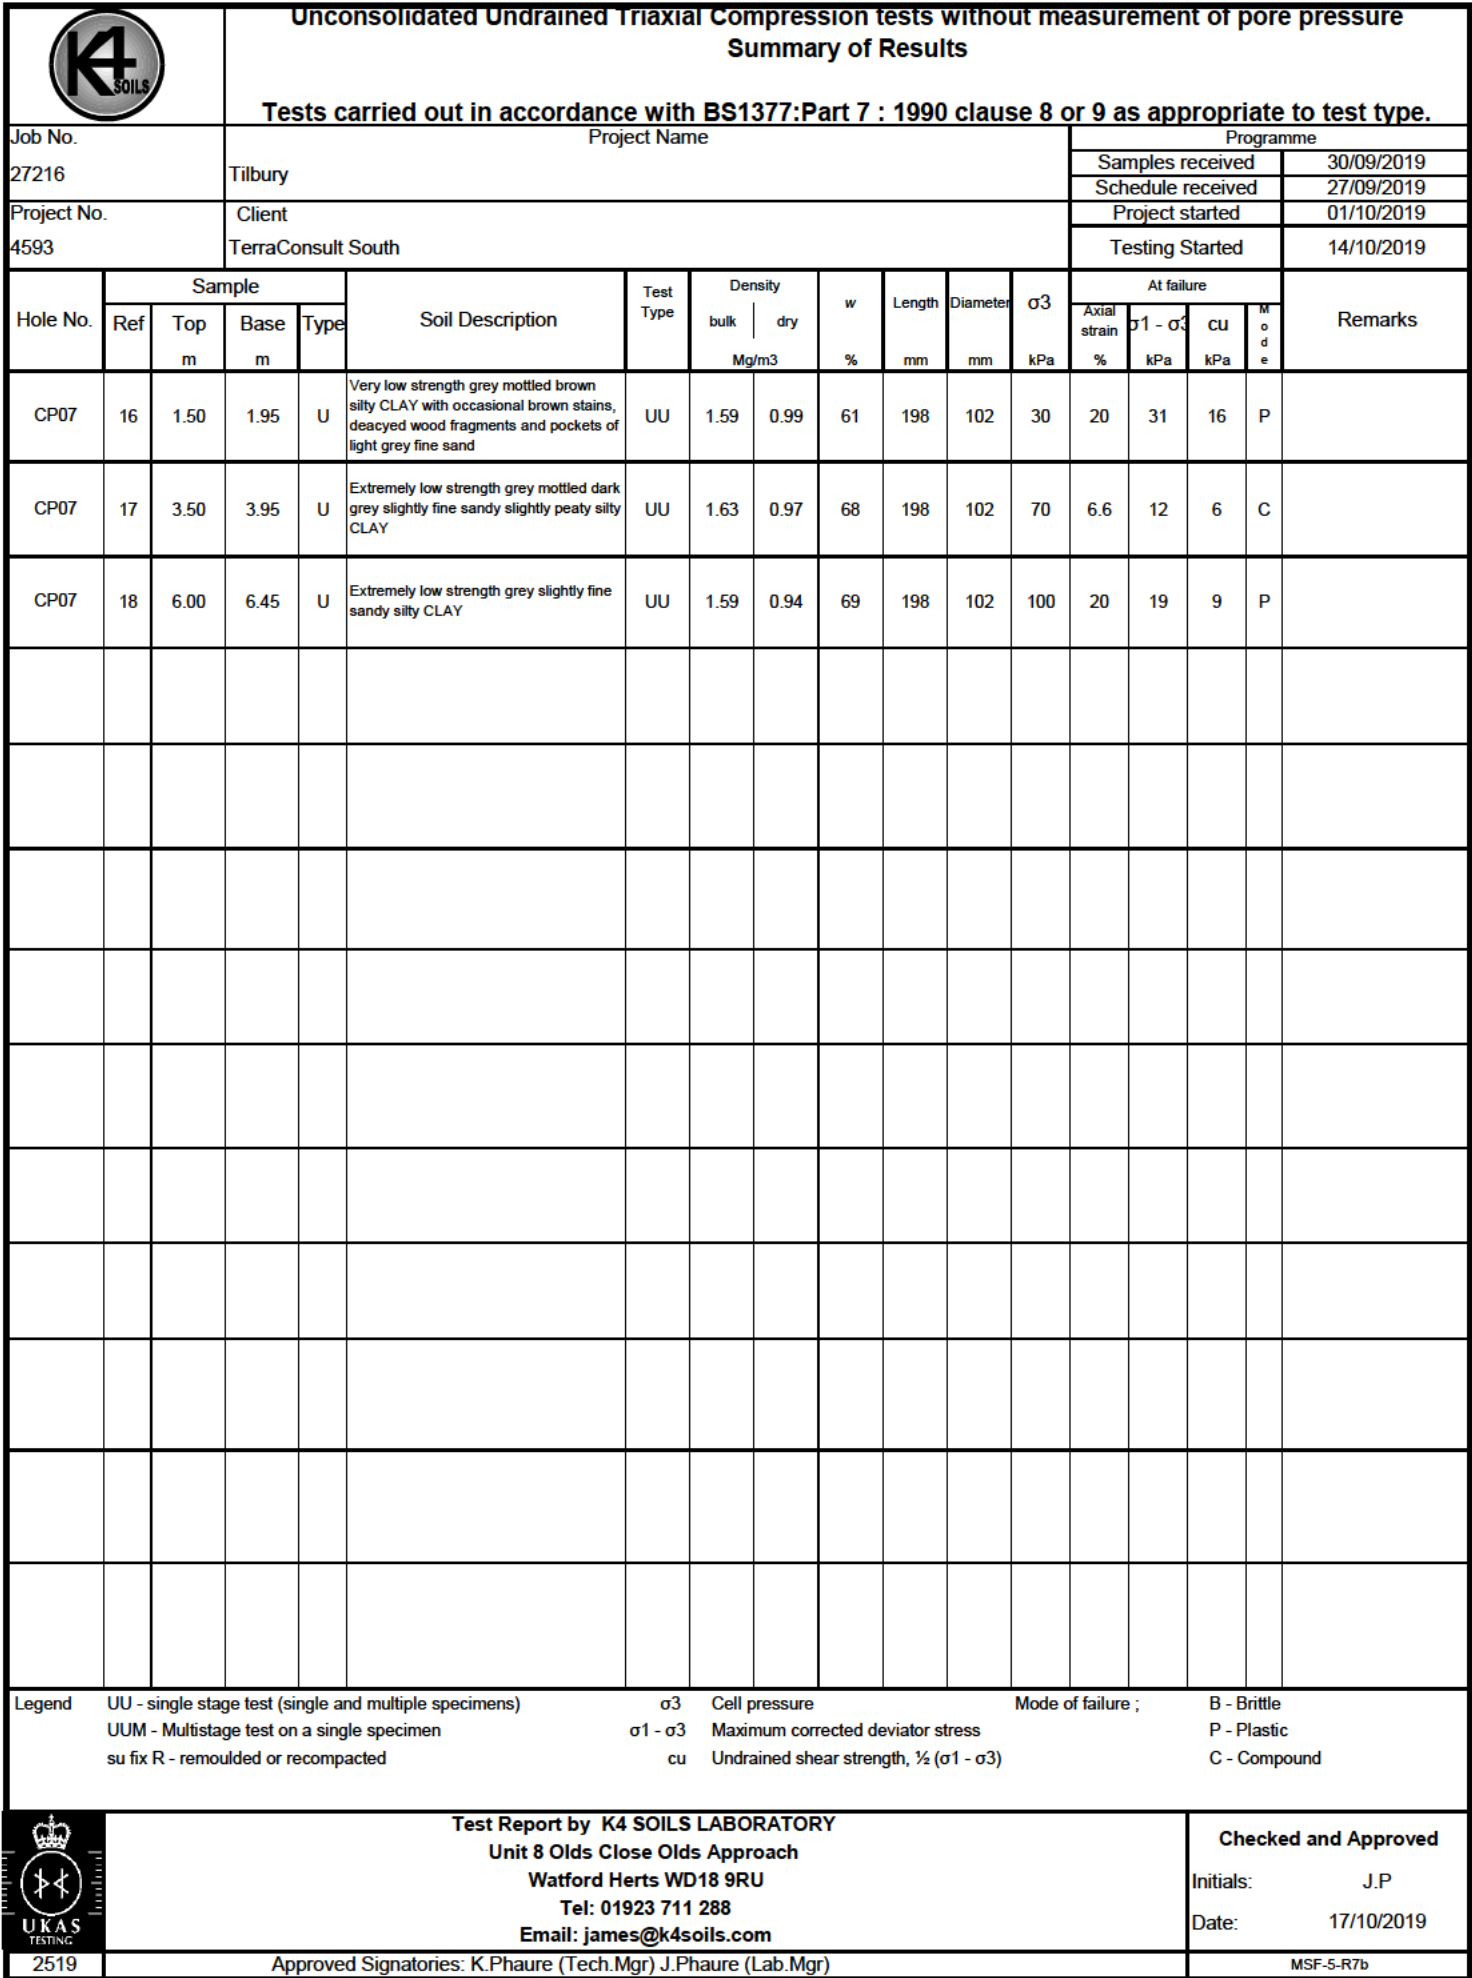 K4 SOILS
Unconsolidated Undrained Triaxial Compression tests without measurement of pore pressure
Summary of Results
Tests carried out in accordance with BS1377:Part 7 : 1990 clause 8 or 9 as appropriate to test type.
Job No. Project Name Programme
27216 Tilbury Samples received 30/09/2019
Schedule received 27/09/2019
Project No. Client Project started 01/10/2019
4593 TerraConsult South Testing Started 14/10/2019
Hole No. Sample Soil Description Test Type Density w Length Diameter σ3 At failure Remarks
Ref Top Base Type bulk dry Axial strain σ1 - σ3 cu Mode
m m Mg/m3 % mm mm kPa % kPa kPa
CP07 16 1.50 1.95 U Very low strength grey mottled brown
silty CLAY with occasional brown stains,
deacyed wood fragments and pockets of
light grey fine sand
UU 1.59 0.99 61 198 102 30 20 31 16 P
CP07 17 3.50 3.95 U Extremely low strength grey mottled dark
grey slightly fine sandy slightly peaty silty
CLAY
UU 1.63 0.97 68 198 102 70 6.6 12 6 C
CP07 18 6.00 6.45 U Extremely low strength grey slightly fine
sandy silty CLAY
UU 1.59 0.94 69 198 102 100 20 19 9 P
Legend UU - single stage test (single and multiple specimens) σ3 Cell pressure Mode of failure ; B - Brittle
UUM - Multistage test on a single specimen σ1 - σ3 Maximum corrected deviator stress P - Plastic
su fix R - remoulded or recompacted cu Undrained shear strength, ½ (σ1 - σ3) C - Compound
UKAS
TESTING
2519
Test Report by K4 SOILS LABORATORY
Unit 8 Olds Close Olds Approach
Watford Herts WD18 9RU
Tel: 01923 711 288
Email: james@k4soils.com
Approved Signatories: K.Phaure (Tech.Mgr) J.Phaure (Lab.Mgr)
Checked and Approved
Initials: J.P
Date: 17/10/2019
MSF-5-R7b